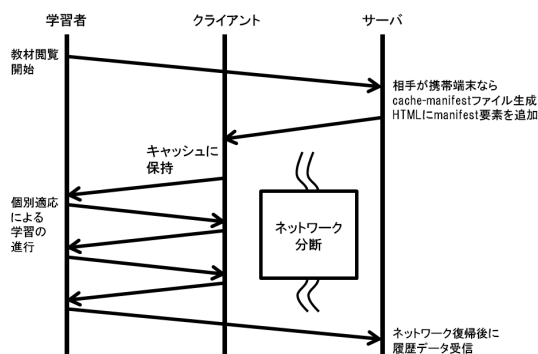 学習者
クライアント
サーバ
教材閲覧
開始
相手が携帯端末なら
cache-manifestファイル生成
HTMLにmanifest要素を追加
キャッシュに
保持
個別適応
による
学習の
進行
ネットワーク
分断
ネットワーク復帰後に
履歴データ受信